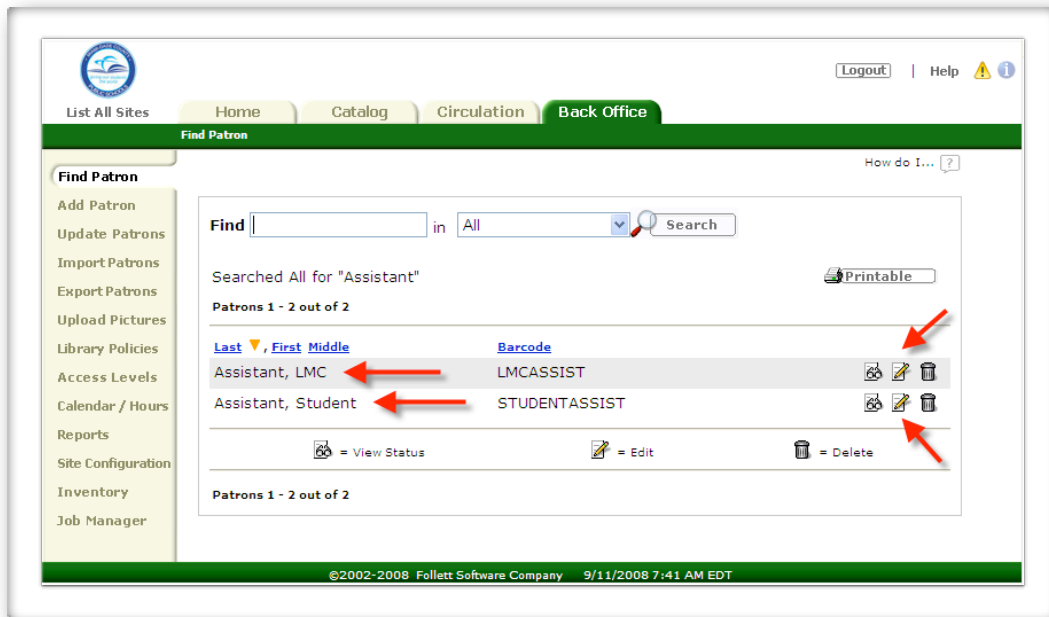 Logout | Help
List All Sites Home Catalog Circulation Back Office
Find Patron
How do I... ?
Find Patron
Add Patron
Update Patrons
Import Patrons
Export Patrons
Upload Pictures
Library Policies
Access Levels
Calendar / Hours
Reports
Site Configuration
Inventory
Job Manager
Find in All Search
Searched All for "Assistant"
Printable
Patrons 1 - 2 out of 2
Last , First Middle Barcode
Assistant, LMC LMCASSIST
Assistant, Student STUDENTASSIST
= View Status = Edit = Delete
Patrons 1 - 2 out of 2
©2002-2008 Follett Software Company 9/11/2008 7:41 AM EDT